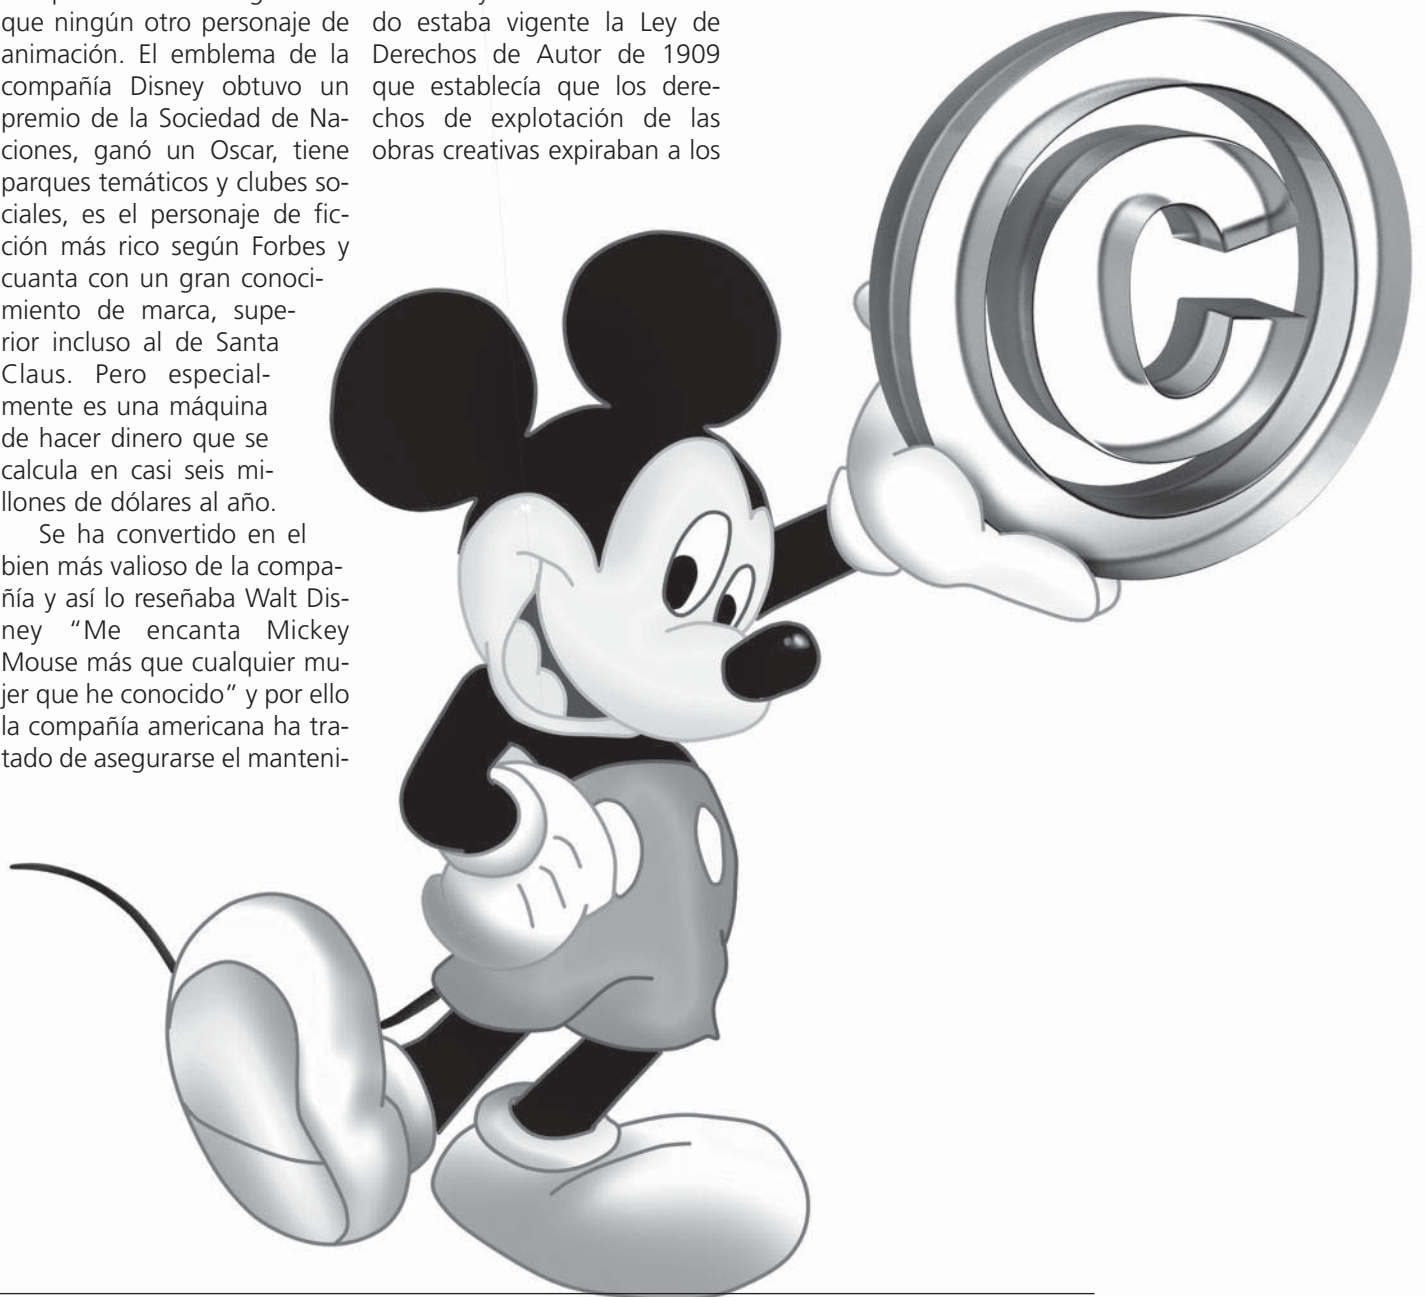 que ningún otro personaje de
animación. El emblema de la
compañía Disney obtuvo un
premio de la Sociedad de Na-
ciones, ganó un Oscar, tiene
parques temáticos y clubes so-
ciales, es el personaje de fic-
ción más rico según Forbes y
cuanta con un gran conoci-
miento de marca, supe-
rior incluso al de Santa
Claus. Pero especial-
mente es una máquina
de hacer dinero que se
calcula en casi seis mi-
llones de dólares al año.
Se ha convertido en el
bien más valioso de la compa-
ñía y así lo reseñaba Walt Dis-
ney “Me encanta Mickey
Mouse más que cualquier mu-
jer que he conocido” y por ello
la compañía americana ha tra-
tado de asegurarse el manteni-
do estaba vigente la Ley de
Derechos de Autor de 1909
que establecía que los dere-
chos de explotación de las
obras creativas expiraban a los
C